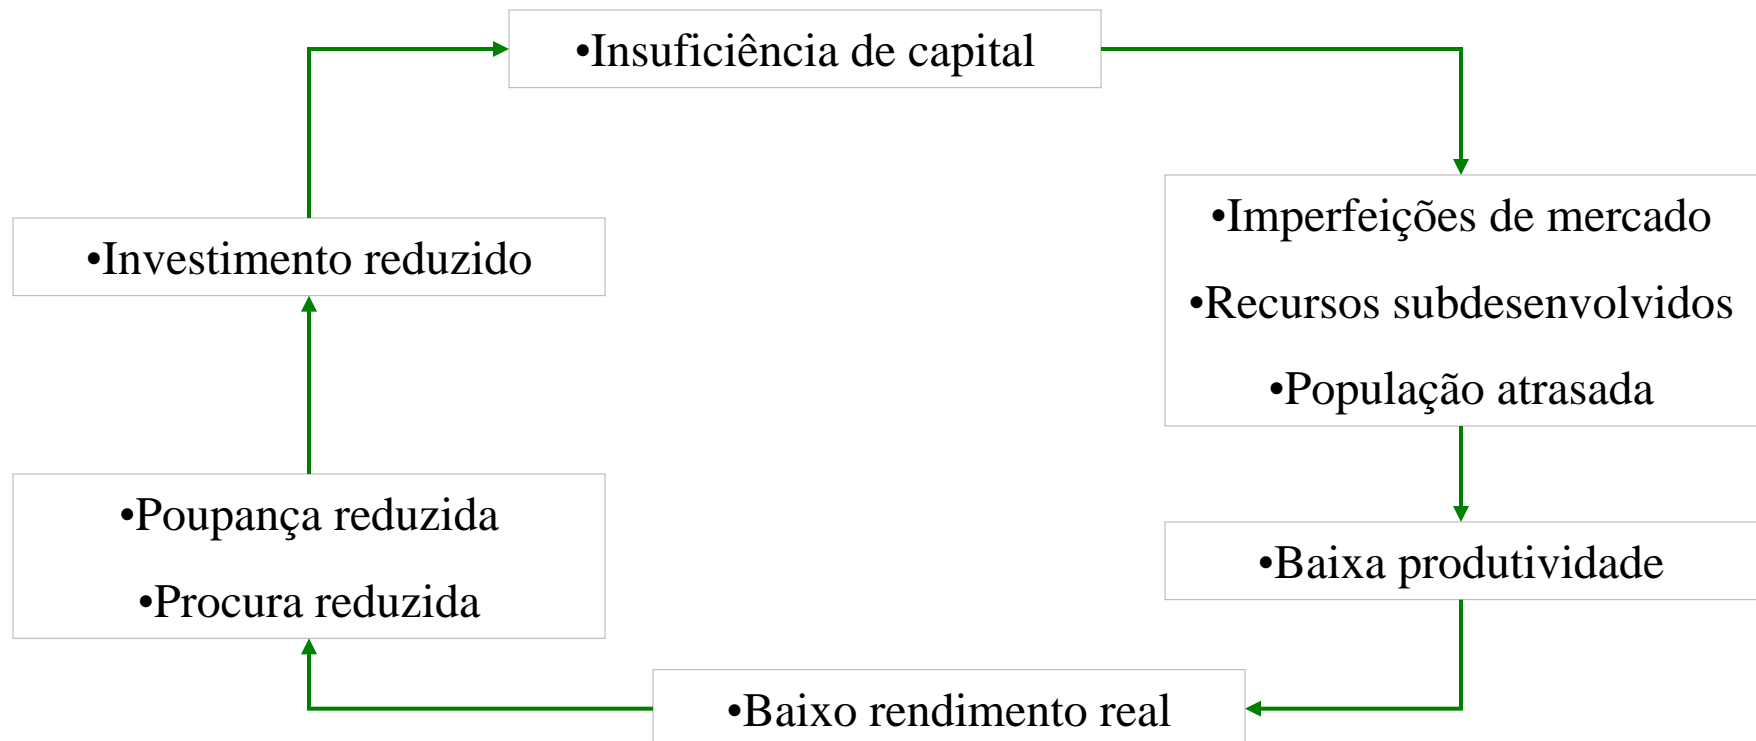 •Insuficiência de capital
•Imperfeições de mercado
•Recursos subdesenvolvidos
•População atrasada
•Baixa produtividade
•Baixo rendimento real
•Poupança reduzida
•Procura reduzida
•Investimento reduzido